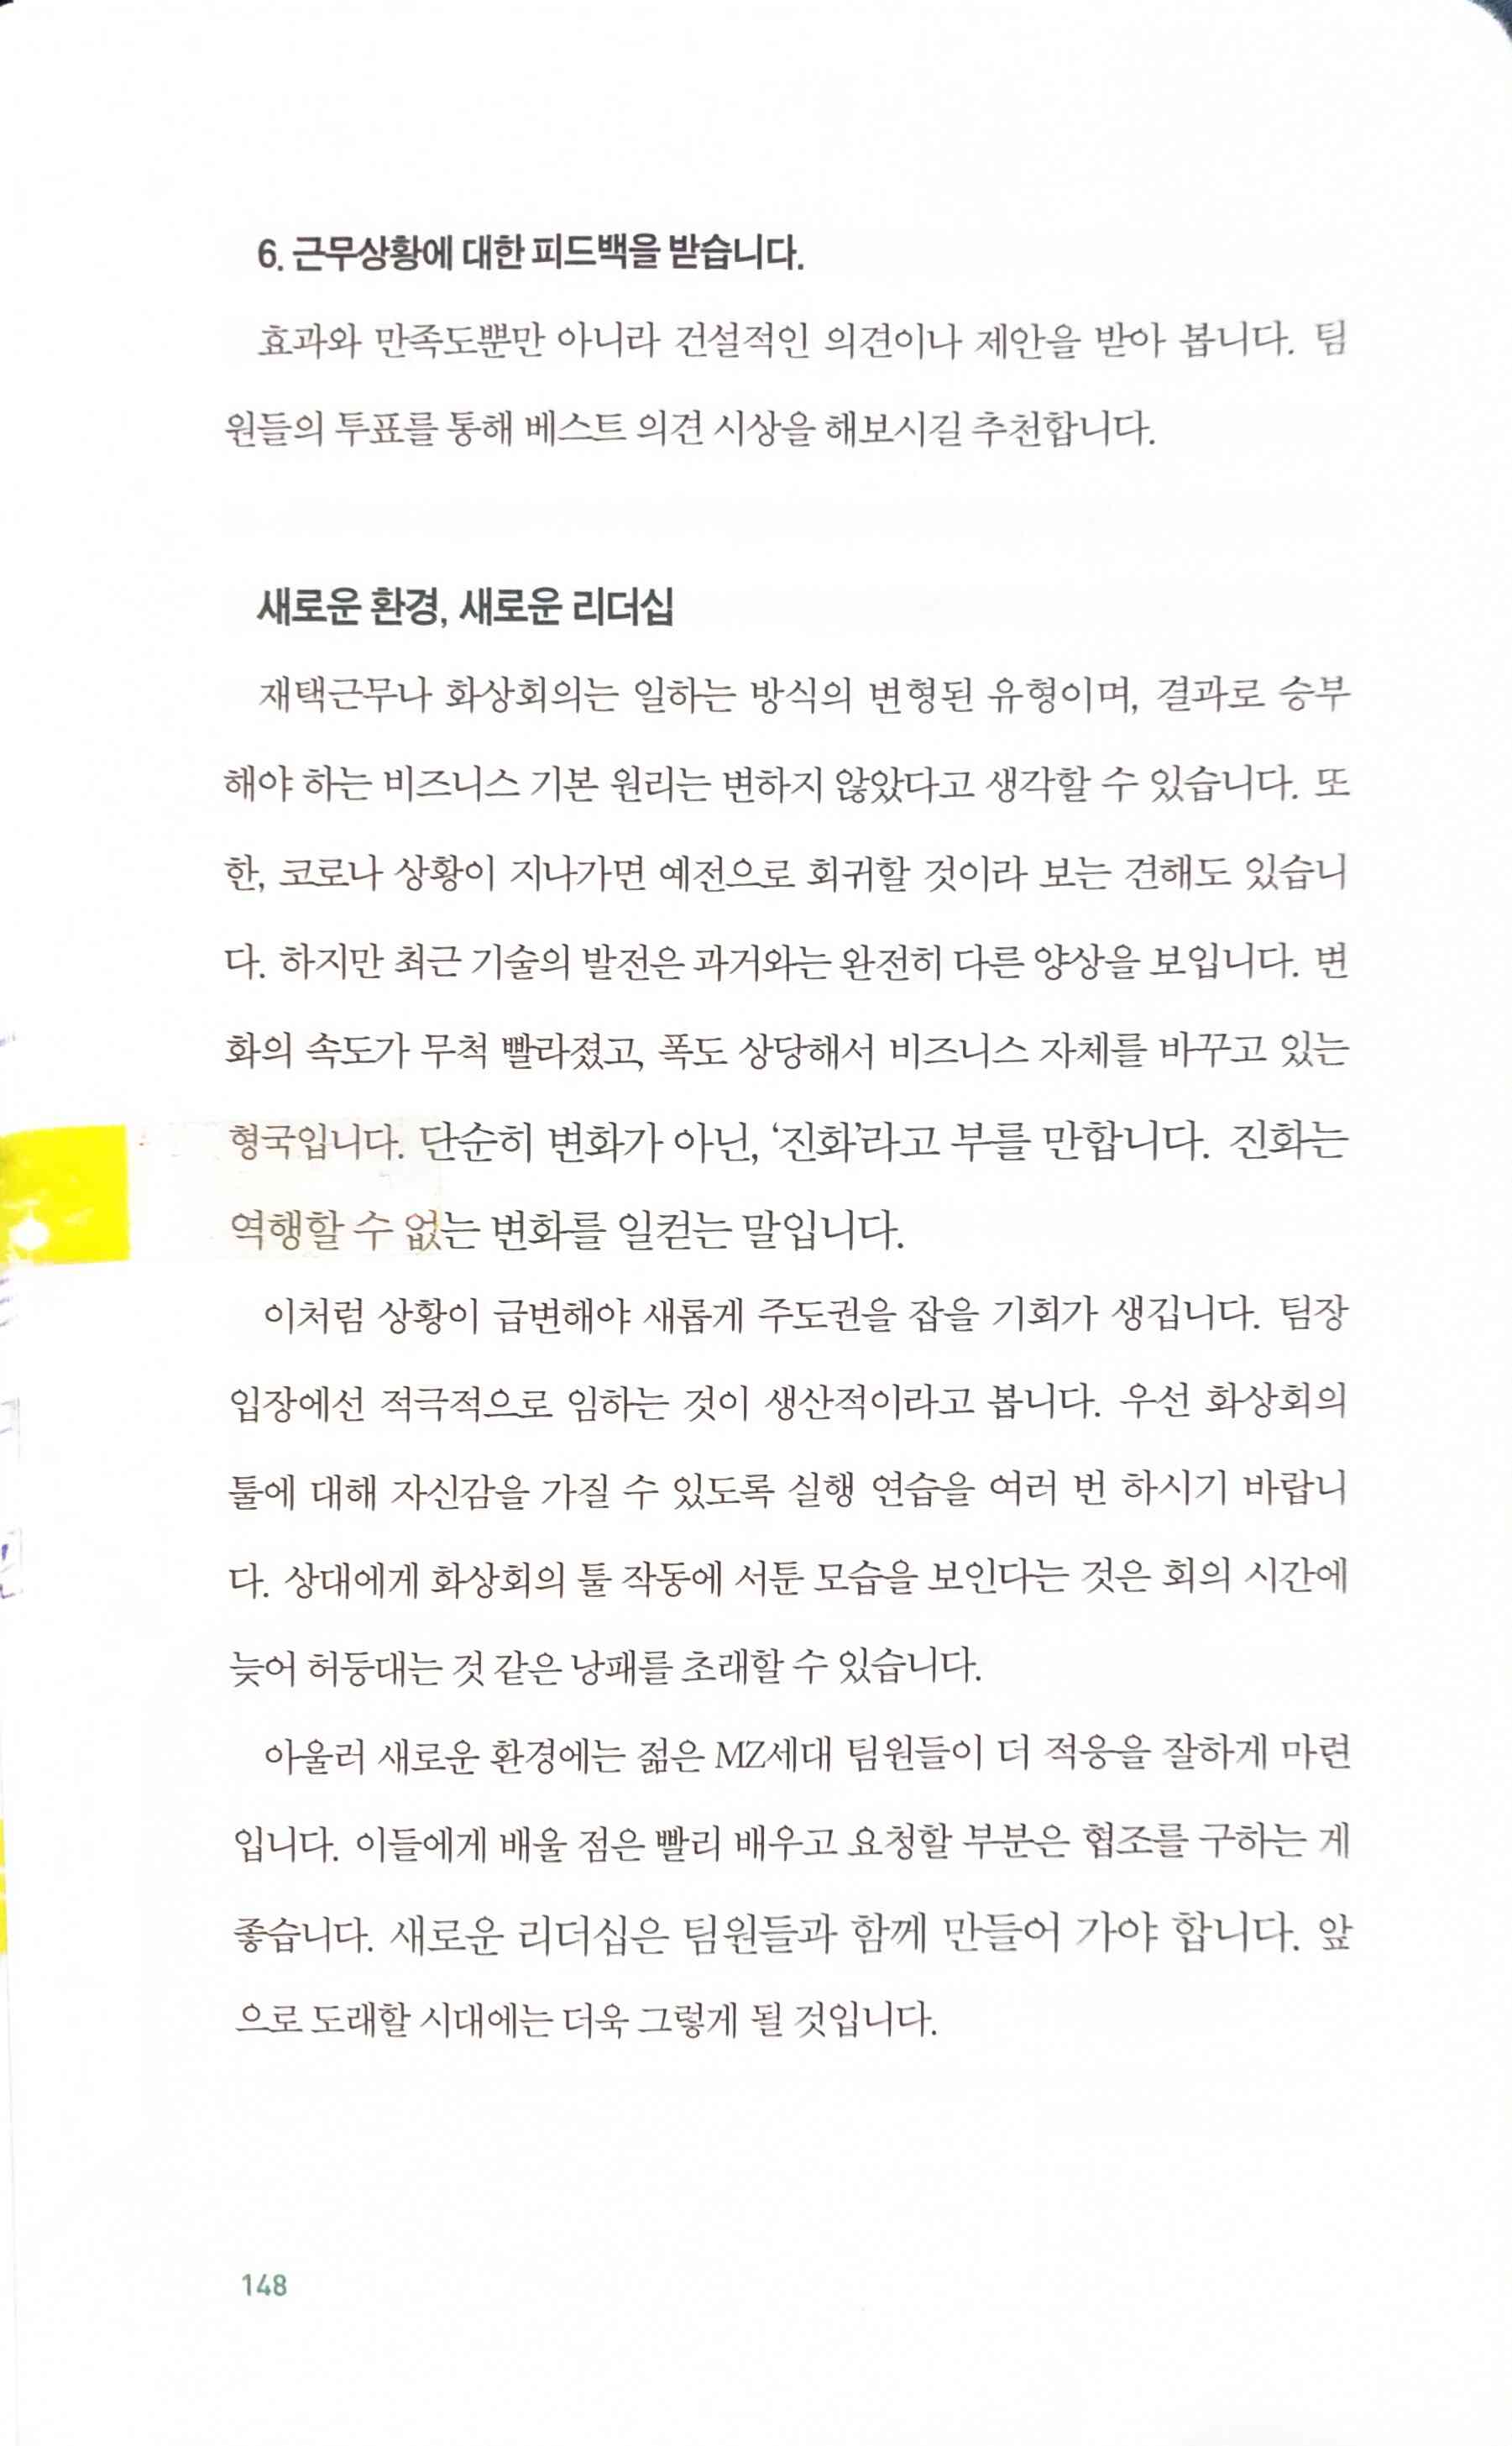 6. 근무상황에 대한 피드백을 받습니다.
효과와 만족도뿐만 아니라 건설적인 의견이나 제안을 받아 봅니다. 팀
원들의 투표를 통해 베스트 의견 시상을 해보시길 추천합니다.
새로운 환경, 새로운 리더십
재택근무나 화상회의는 일하는 방식의 변형된 유형이며, 결과로 승부
해야 하는 비즈니스 기본 원리는 변하지 않았다고 생각할 수 있습니다. 또
한, 코로나 상황이 지나가면 예전으로 회귀할 것이라 보는 견해도 있습니
다. 하지만 최근 기술의 발전은 과거와는 완전히 다른 양상을 보입니다. 변
화의 속도가 무척 빨라졌고, 폭도 상당해서 비즈니스 자체를 바꾸고 있는
형국입니다. 단순히 변화가 아닌, ‘진화’라고 부를 만합니다. 진화는
역행할 수 없는 변화를 일컫는 말입니다.
이처럼 상황이 급변해야 새롭게 주도권을 잡을 기회가 생깁니다. 팀장
입장에선 적극적으로 임하는 것이 생산적이라고 봅니다. 우선 화상회의
툴에 대해 자신감을 가질 수 있도록 실행 연습을 여러 번 하시기 바랍니
다. 상대에게 화상회의 툴 작동에 서툰 모습을 보인다는 것은 회의 시간에
늦어 허둥대는 것 같은 낭패를 초래할 수 있습니다.
아울러 새로운 환경에는 젊은 MZ세대 팀원들이 더 적응을 잘하게 마련
입니다. 이들에게 배울 점은 빨리 배우고 요청할 부분은 협조를 구하는 게
좋습니다. 새로운 리더십은 팀원들과 함께 만들어 가야 합니다. 앞
으로 도래할 시대에는 더욱 그렇게 될 것입니다.
148